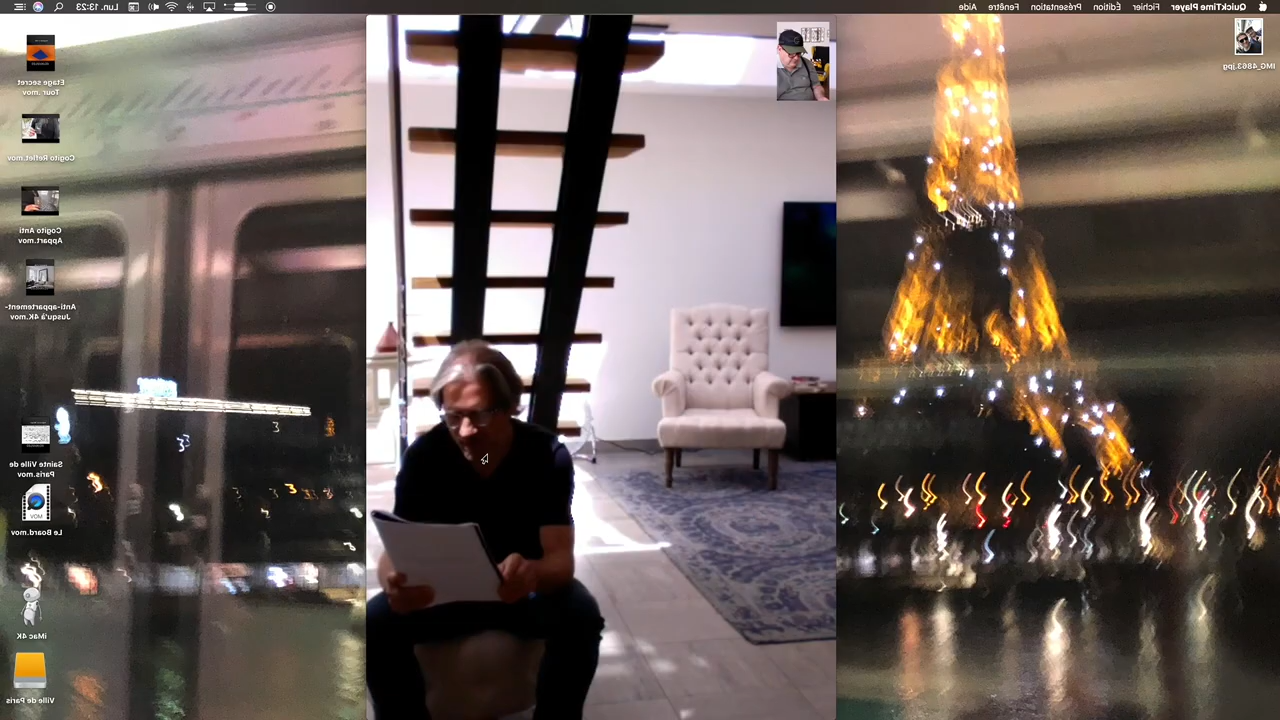 QuickTime Player Fichier Édition Présentation Fenêtre Aide
Lun. 13:23
IMG_4863.jpg
Etage secret
Tour.mov
Cogito Reflet.mov
Cogito Anti
Appart.mov
Anti-appartement-
Jusqu'à 4K.mov
Sainte Ville de
Paris.mov
MOV
Le Board.mov
iMac 4K
Ville de Paris